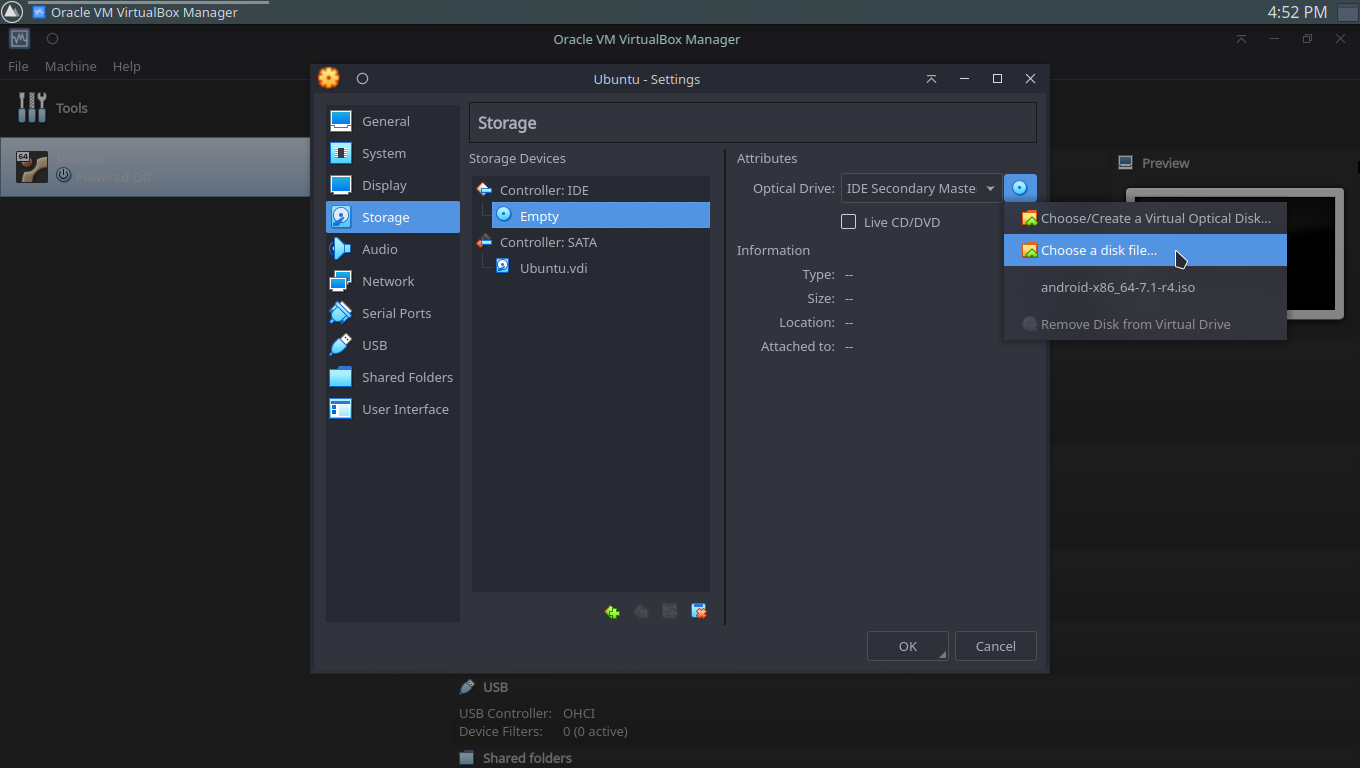 Oracle VM VirtualBox Manager
4:52 PM
Oracle VM VirtualBox Manager
File Machine Help
Tools
64
Powered Off
Ubuntu - Settings
General
System
Display
Storage
Audio
Network
Serial Ports
USB
Shared Folders
User Interface
Storage
Storage Devices
Controller: IDE
Empty
Controller: SATA
Ubuntu.vdi
Attributes
Optical Drive: IDE Secondary Maste
Live CD/DVD
Information
Type: --
Size: --
Location: --
Attached to: --
Choose/Create a Virtual Optical Disk...
Choose a disk file...
android-x86_64-7.1-r4.iso
Remove Disk from Virtual Drive
OK Cancel
Preview
USB
USB Controller: OHCI
Device Filters: 0 (0 active)
Shared folders